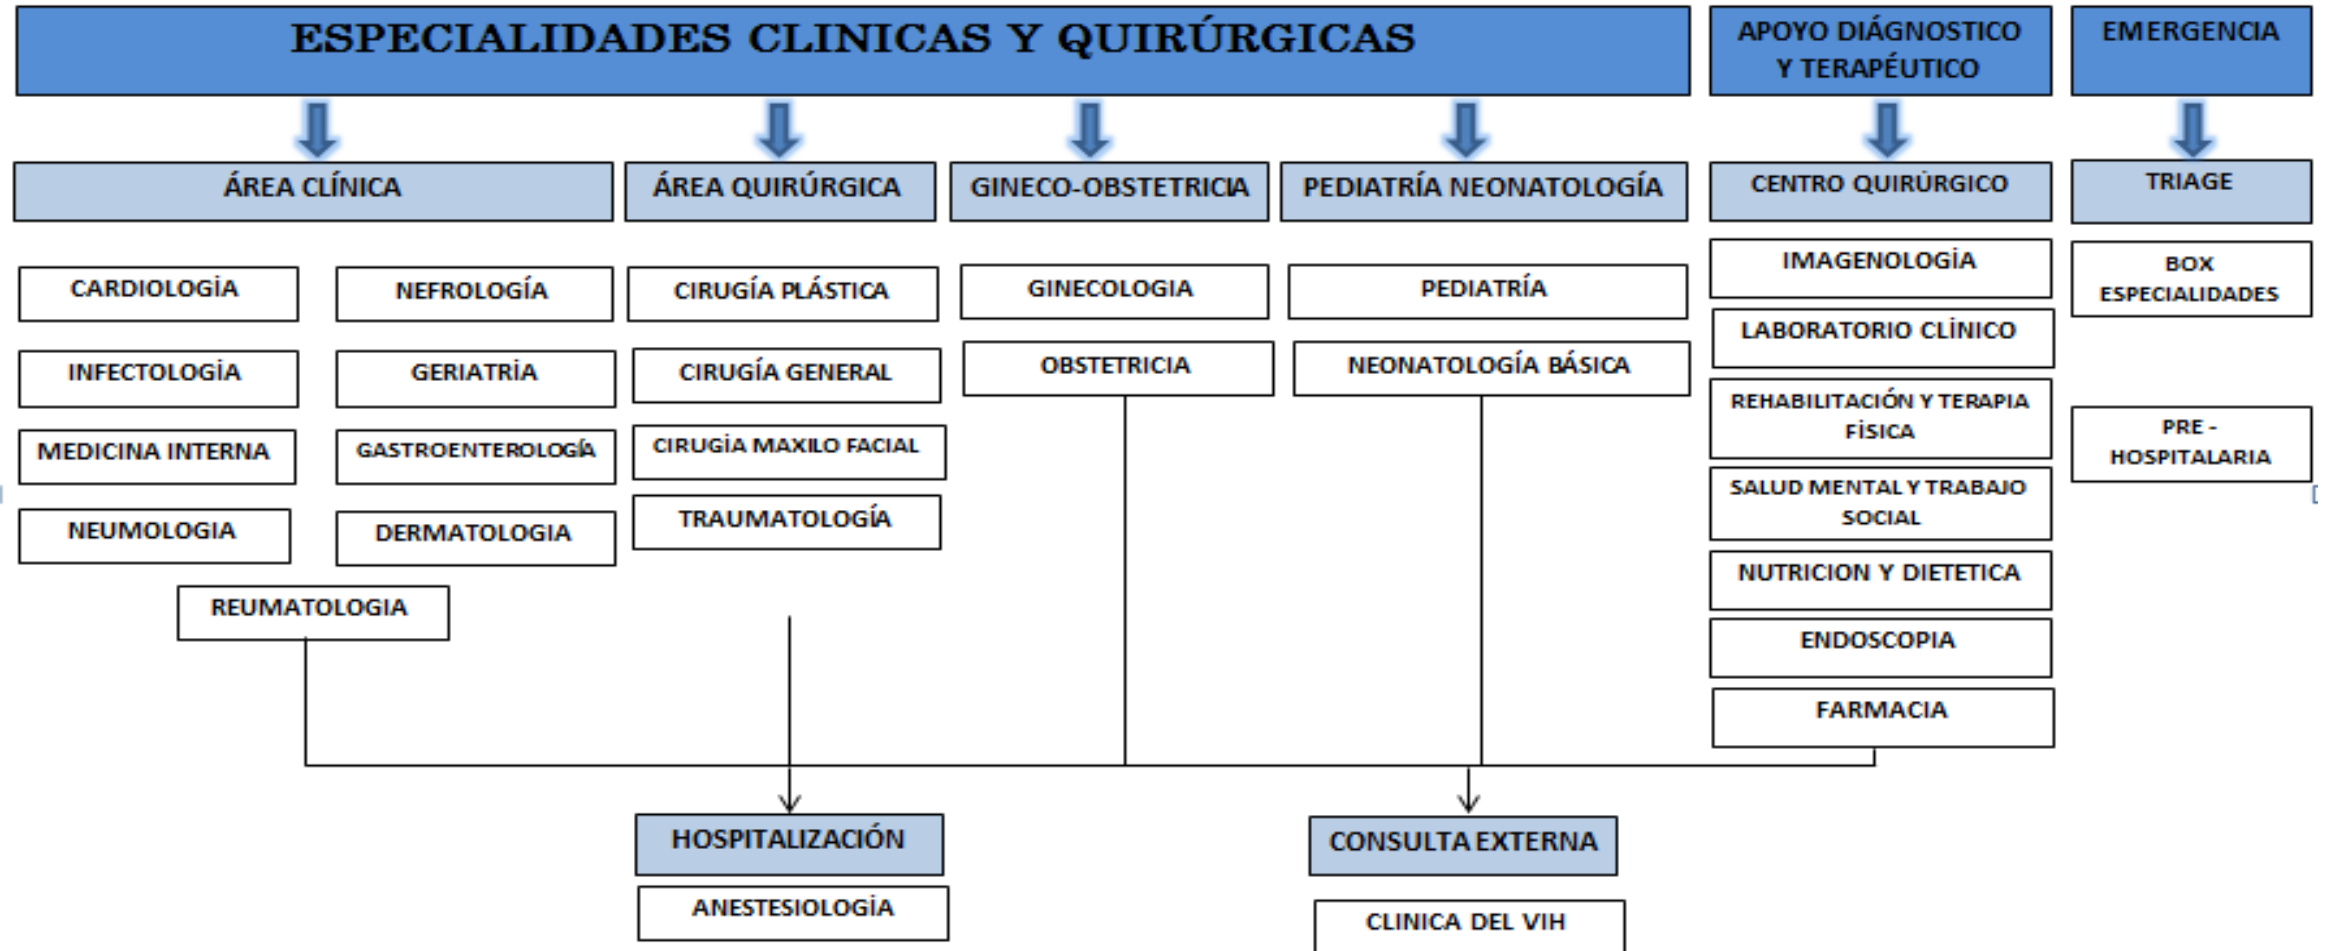 ESPECIALIDADES CLINICAS Y QUIRÚRGICAS
APOYO DIÁGNOSTICO
Y TERAPÉUTICO
EMERGENCIA
ÁREA CLÍNICA
ÁREA QUIRÚRGICA
GINECO-OBSTETRICIA
PEDIATRÍA NEONATOLOGÍA
CENTRO QUIRÚRGICO
TRIAGE
CARDIOLOGÍA
NEFROLOGÍA
CIRUGÍA PLÁSTICA
GINECOLOGIA
PEDIATRÍA
IMAGENOLOGÍA
BOX
ESPECIALIDADES
INFECTOLOGÍA
GERIATRÍA
CIRUGÍA GENERAL
OBSTETRICIA
NEONATOLOGÍA BÁSICA
LABORATORIO CLÍNICO
MEDICINA INTERNA
GASTROENTEROLOGÍA
CIRUGÍA MAXILO FACIAL
REHABILITACIÓN Y TERAPIA
FÍSICA
PRE -
HOSPITALARIA
NEUMOLOGIA
DERMATOLOGIA
TRAUMATOLOGÍA
SALUD MENTAL Y TRABAJO
SOCIAL
REUMATOLOGIA
NUTRICION Y DIETETICA
ENDOSCOPIA
FARMACIA
HOSPITALIZACIÓN
CONSULTA EXTERNA
ANESTESIOLOGÍA
CLINICA DEL VIH